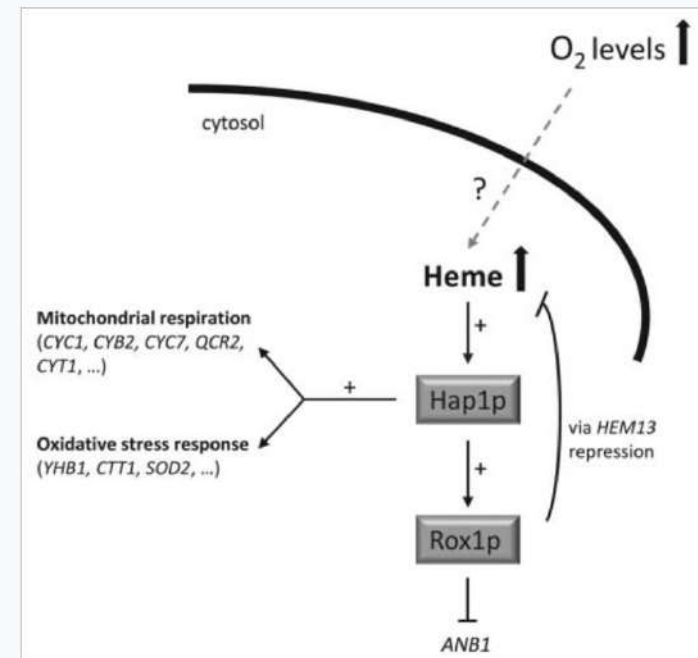 O₂ levels
cytosol
?
Heme
+
Mitochondrial respiration
(CYC1, CYB2, CYC7, QCR2,
CYT1, ...)
+
Hap1p
via HEM13
repression
Oxidative stress response
(YHB1, CTT1, SOD2, ...)
+
Rox1p
ANB1